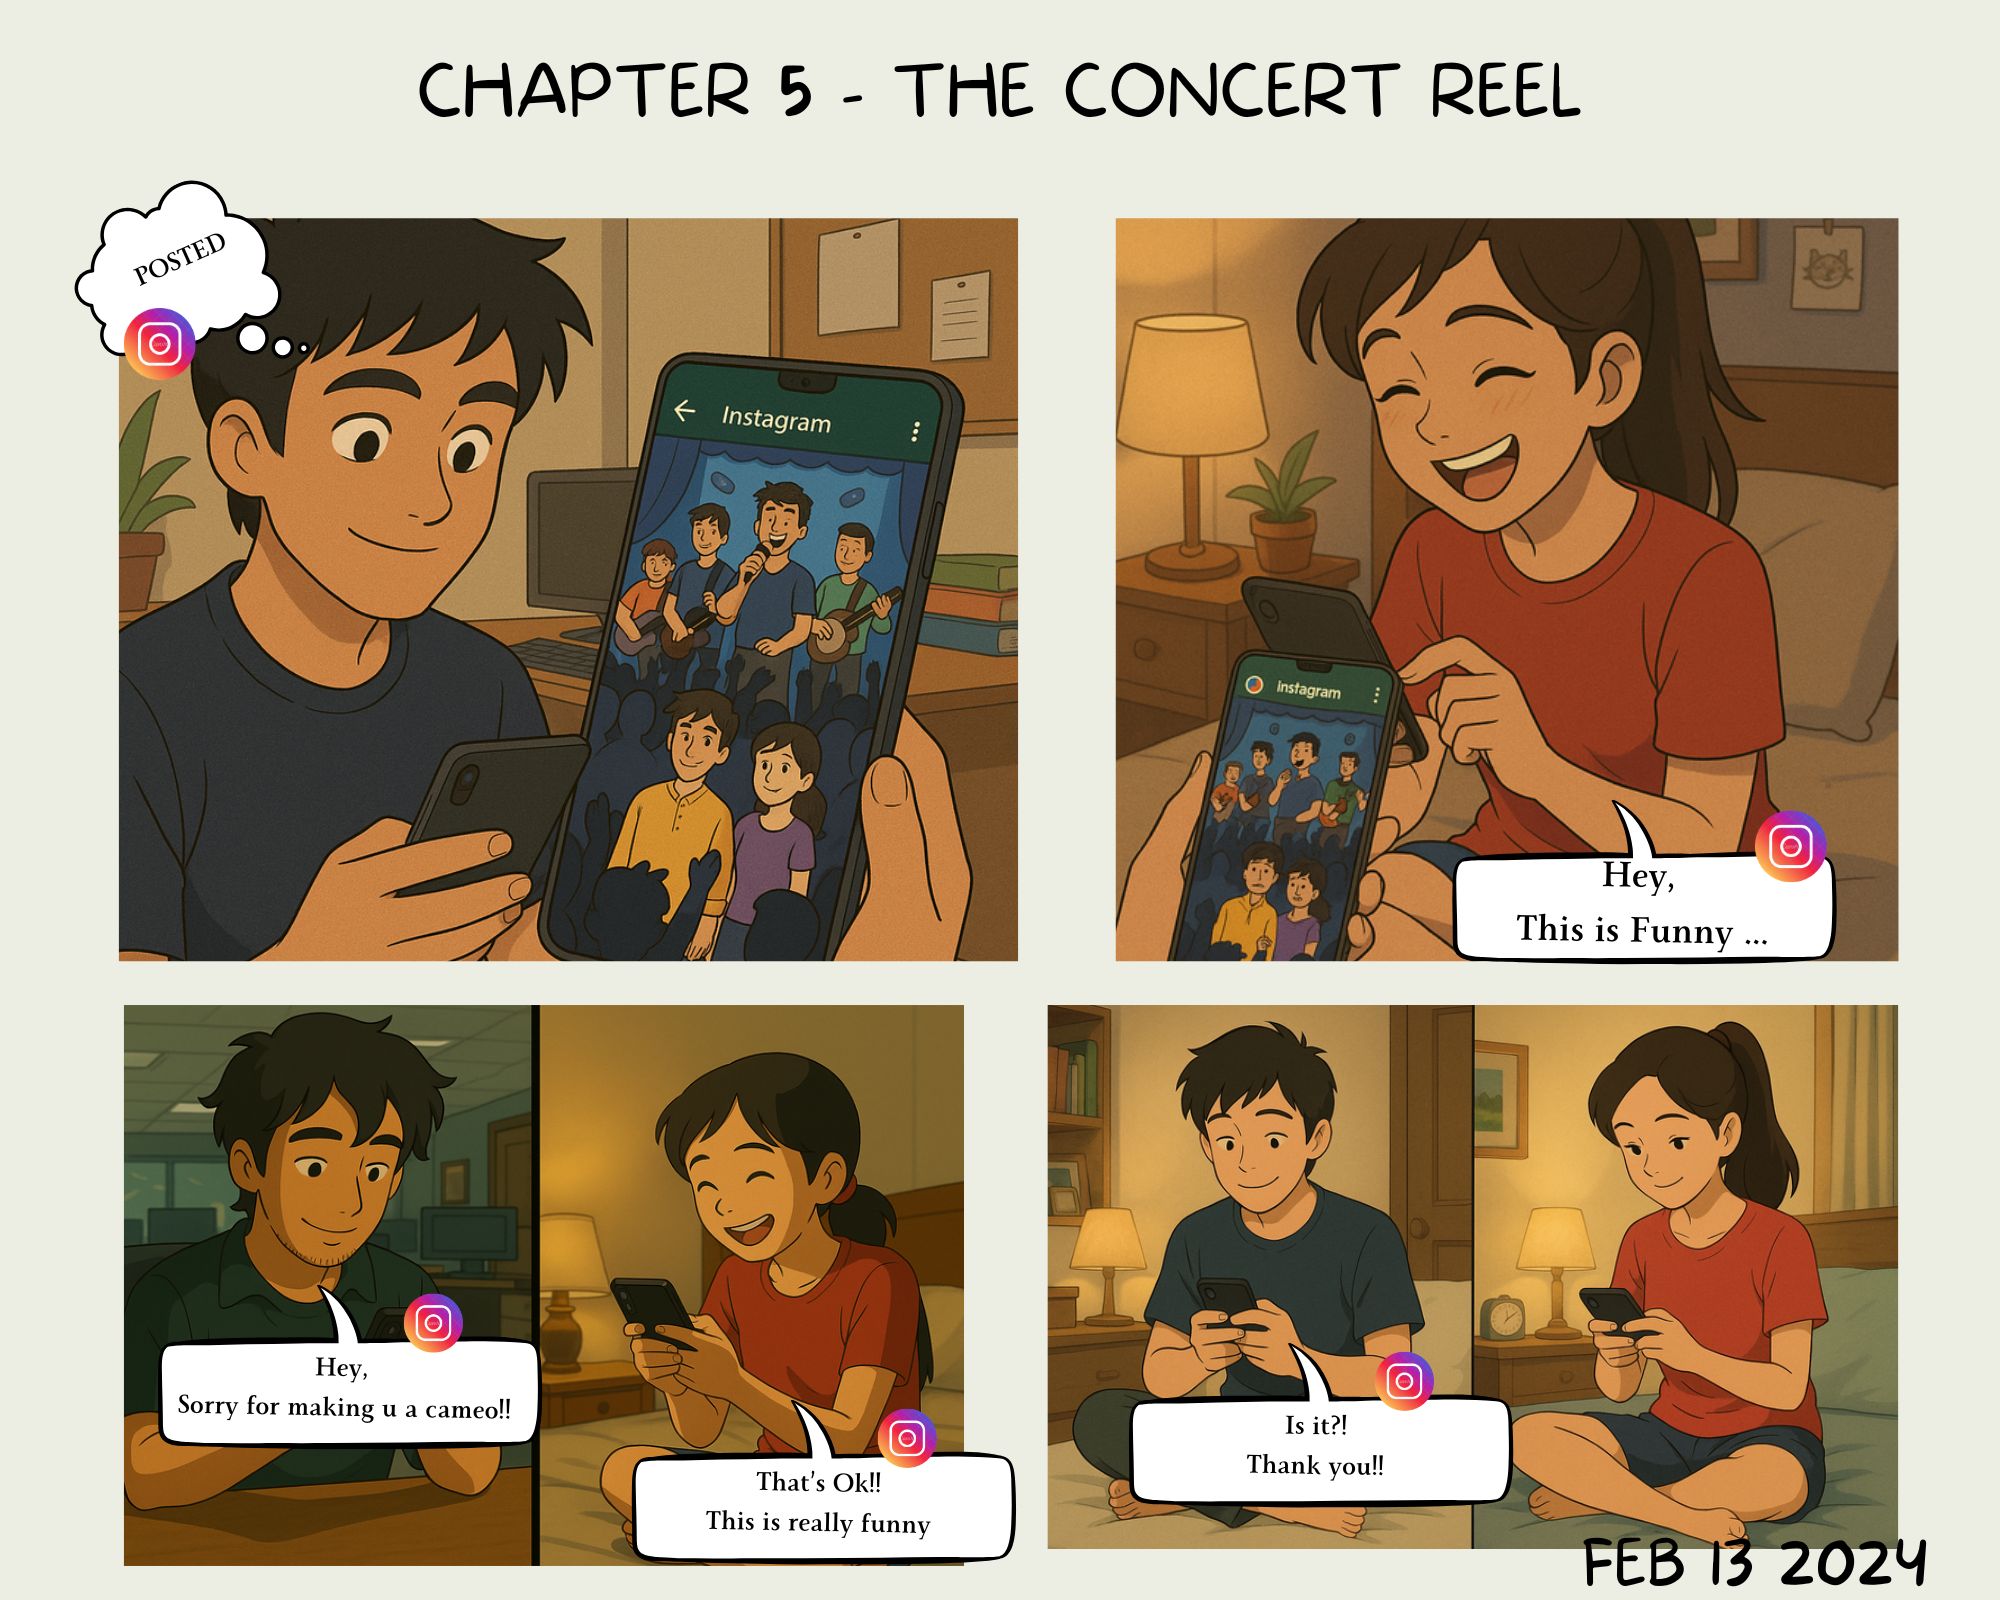 CHAPTER 5 - THE CONCERT REEL
POSTED
Instagram
instagram
Hey,
This is Funny ...
Hey,
Sorry for making u a cameo!!
That's Ok!!
This is really funny
Is it?!
Thank you!!
FEB 13 2024